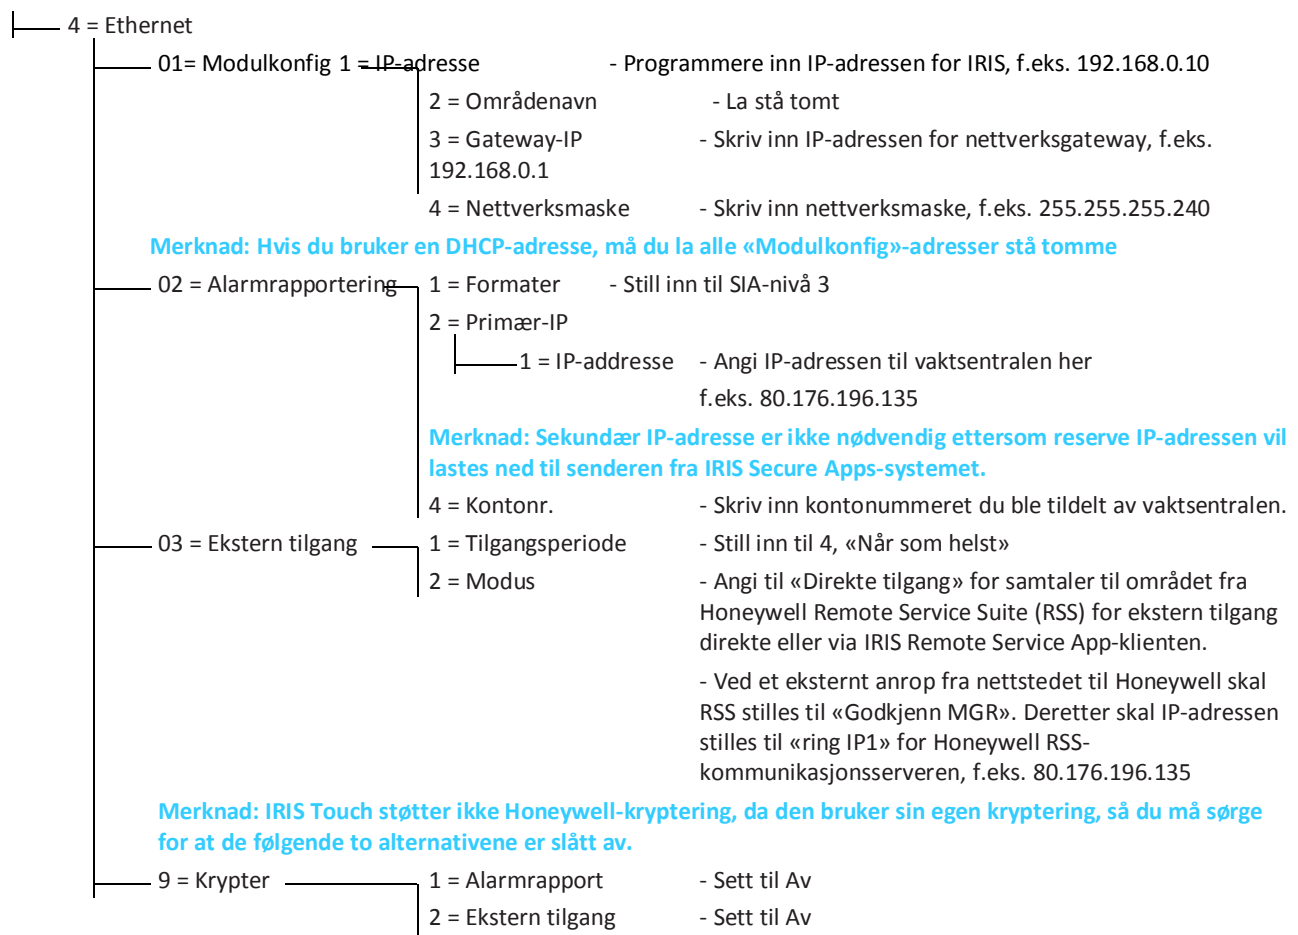 4 = Ethernet
01= Modulkonfig 1 = IP-adresse - Programmere inn IP-adressen for IRIS, f.eks. 192.168.0.10
2 = Områdenavn - La stå tomt
3 = Gateway-IP - Skriv inn IP-adressen for nettverksgateway, f.eks.
192.168.0.1
4 = Nettverksmaske - Skriv inn nettverksmaske, f.eks. 255.255.255.240
Merknad: Hvis du bruker en DHCP-adresse, må du la alle «Modulkonfig»-adresser stå tomme
02 = Alarmrapportering 1 = Formater - Still inn til SIA-nivå 3
2 = Primær-IP
1 = IP-addresse - Angi IP-adressen til vaktsentralen her
f.eks. 80.176.196.135
Merknad: Sekundær IP-adresse er ikke nødvendig ettersom reserve IP-adressen vil
lastes ned til senderen fra IRIS Secure Apps-systemet.
4 = Kontonr. - Skriv inn kontonummeret du ble tildelt av vaktsentralen.
03 = Ekstern tilgang 1 = Tilgangsperiode - Still inn til 4, «Når som helst»
2 = Modus - Angi til «Direkte tilgang» for samtaler til området fra
Honeywell Remote Service Suite (RSS) for ekstern tilgang
direkte eller via IRIS Remote Service App-klienten.
- Ved et eksternt anrop fra nettstedet til Honeywell skal
RSS stilles til «Godkjenn MGR». Deretter skal IP-adressen
stilles til «ring IP1» for Honeywell RSS-
kommunikasjonsserveren, f.eks. 80.176.196.135
Merknad: IRIS Touch støtter ikke Honeywell-kryptering, da den bruker sin egen kryptering, så du må sørge
for at de følgende to alternativene er slått av.
9 = Krypter 1 = Alarmrapport - Sett til Av
2 = Ekstern tilgang - Sett til Av